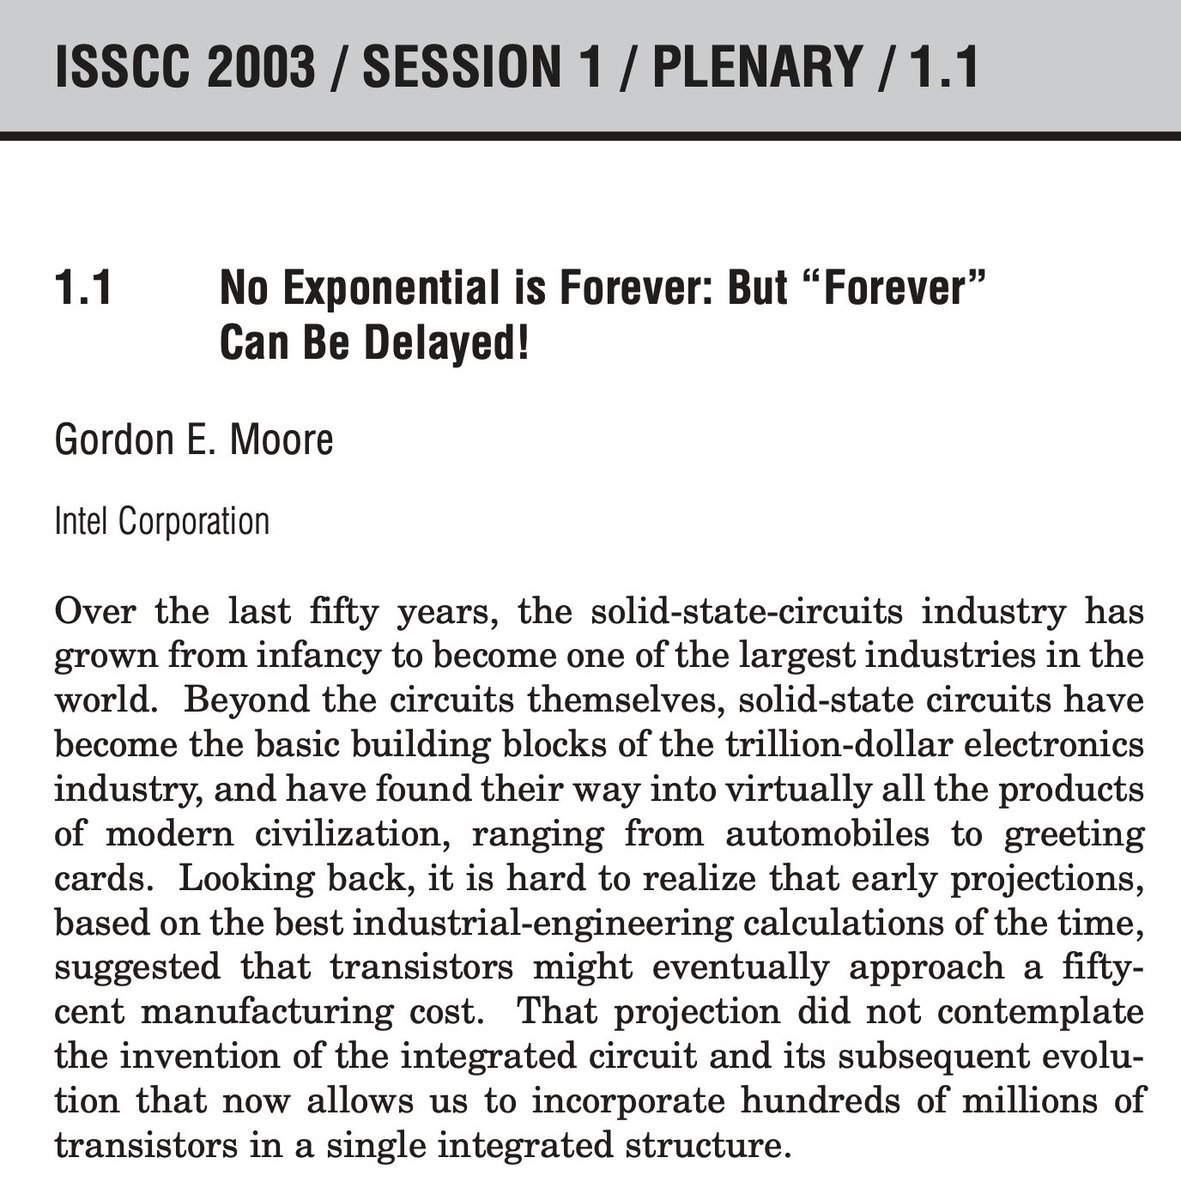 ISSCC 2003 / SESSION 1 / PLENARY / 1.1
1.1 No Exponential is Forever: But “Forever”
Can Be Delayed!
Gordon E. Moore
Intel Corporation
Over the last fifty years, the solid-state-circuits industry has
grown from infancy to become one of the largest industries in the
world. Beyond the circuits themselves, solid-state circuits have
become the basic building blocks of the trillion-dollar electronics
industry, and have found their way into virtually all the products
of modern civilization, ranging from automobiles to greeting
cards. Looking back, it is hard to realize that early projections,
based on the best industrial-engineering calculations of the time,
suggested that transistors might eventually approach a fifty-
cent manufacturing cost. That projection did not contemplate
the invention of the integrated circuit and its subsequent evolu-
tion that now allows us to incorporate hundreds of millions of
transistors in a single integrated structure.